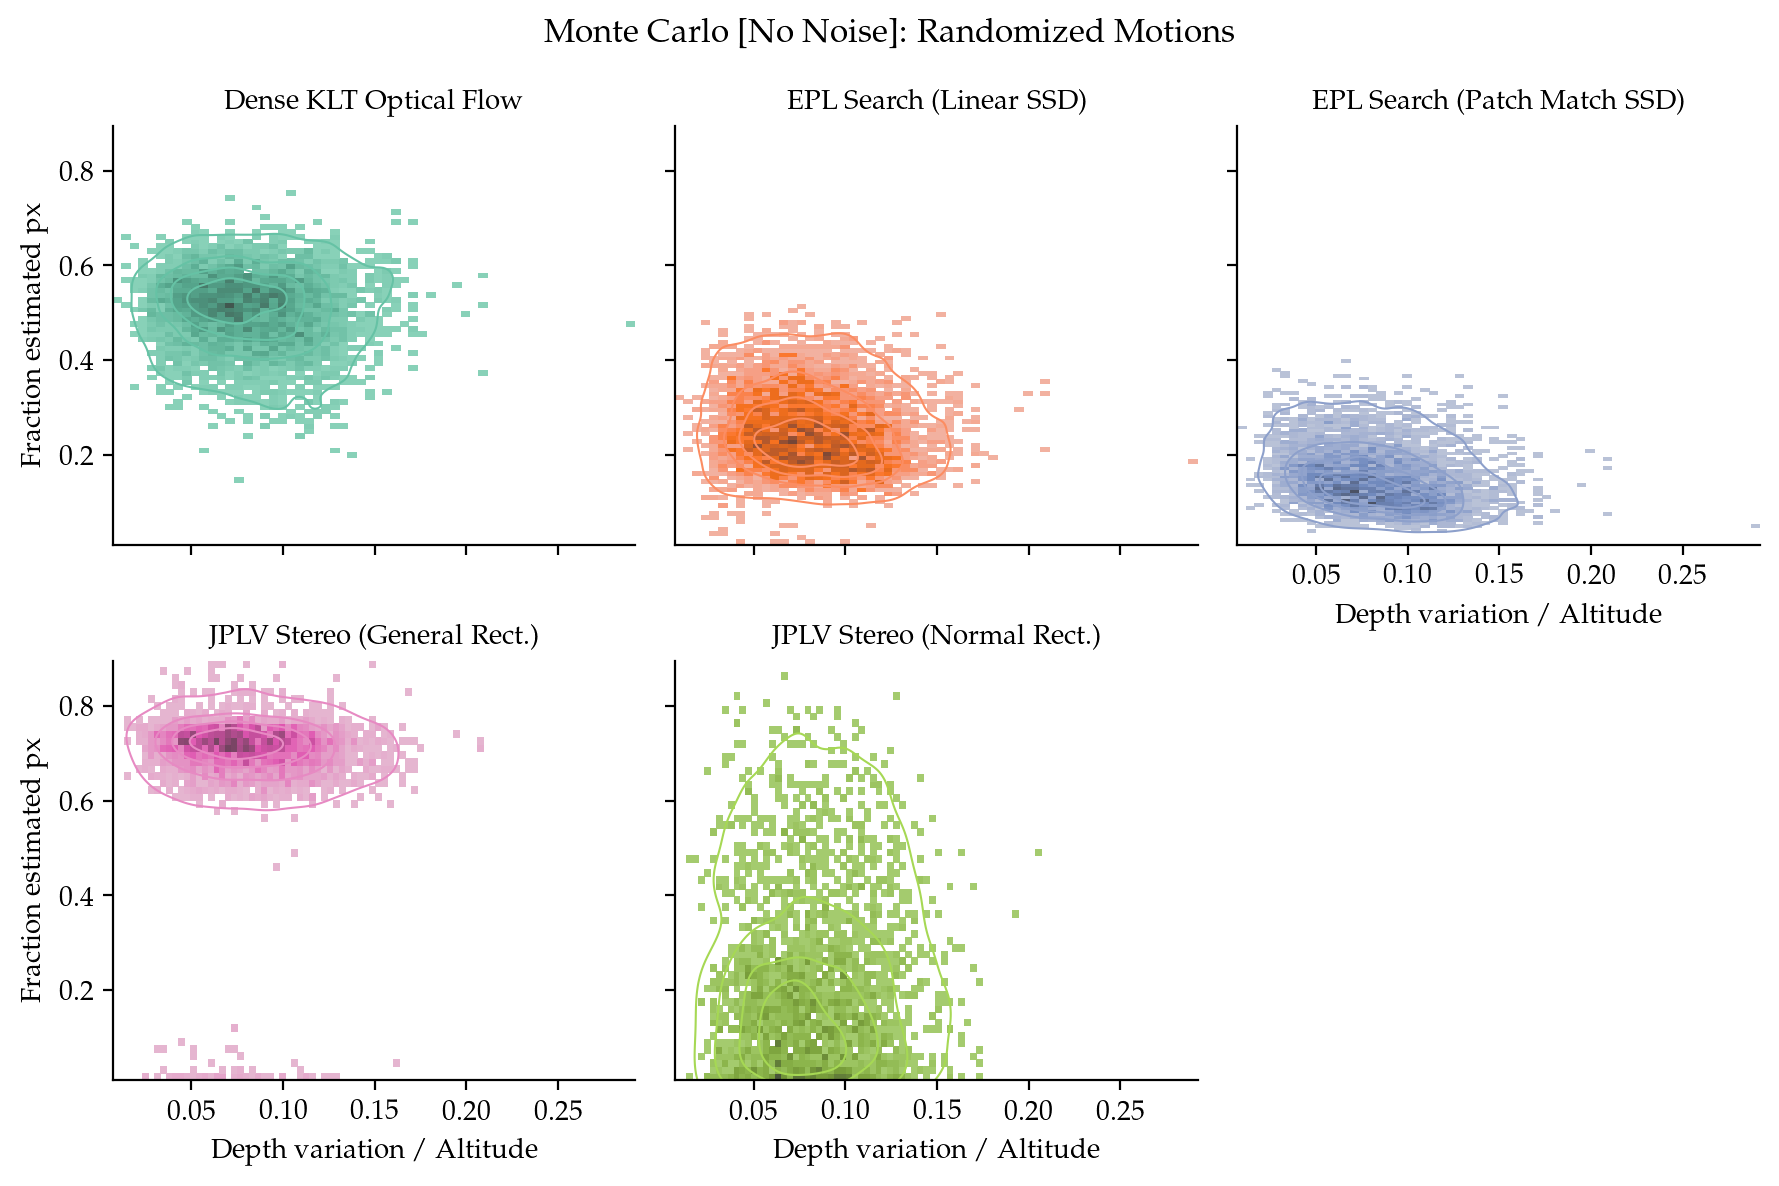 Monte Carlo [No Noise]: Randomized Motions
Dense KLT Optical Flow
EPL Search (Linear SSD)
EPL Search (Patch Match SSD)
Fraction estimated px
0.8
0.6
0.4
0.2
0.05 0.10 0.15 0.20 0.25
Depth variation / Altitude
JPLV Stereo (General Rect.)
JPLV Stereo (Normal Rect.)
Fraction estimated px
0.8
0.6
0.4
0.2
0.05 0.10 0.15 0.20 0.25
Depth variation / Altitude
0.05 0.10 0.15 0.20 0.25
Depth variation / Altitude